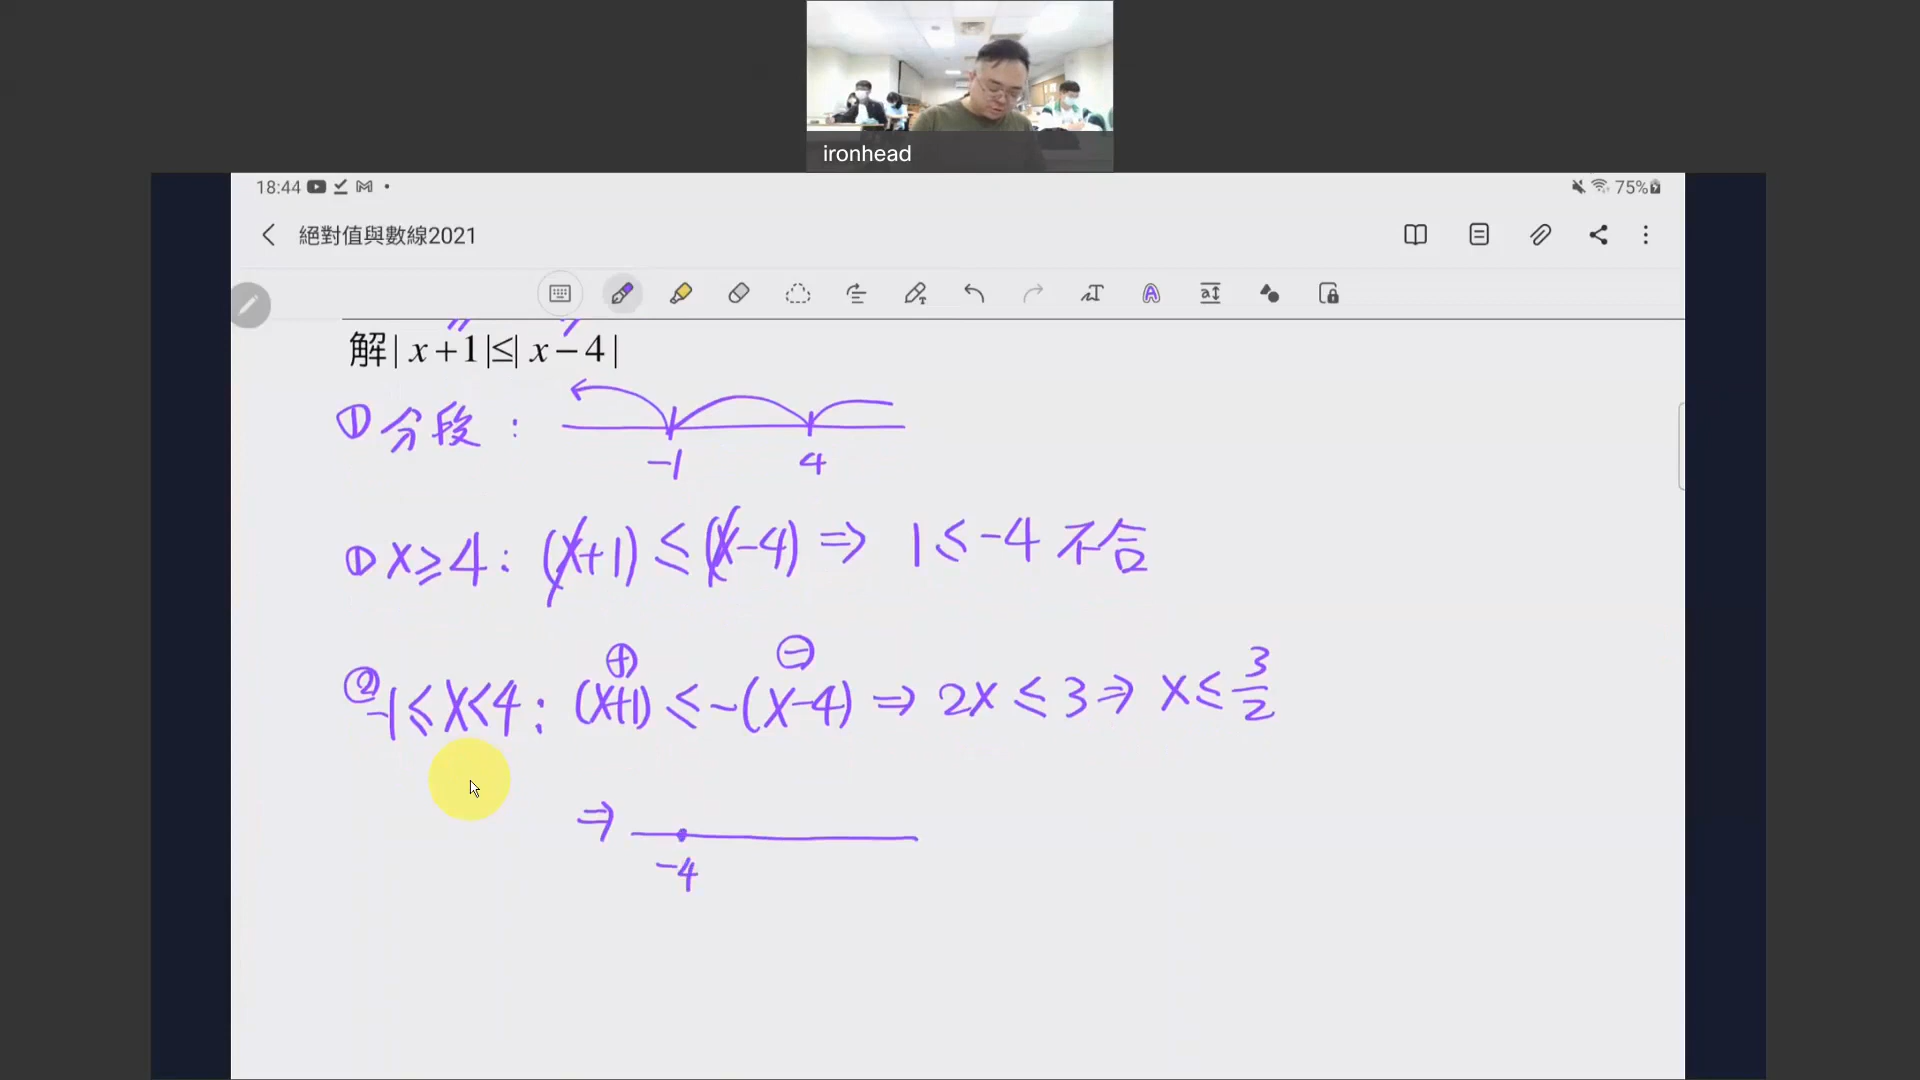 ironhead
18:44 75%
絕對值與數線2021
解|x+1|≤|x−4|
①分段：
-1 4
①x≥4:(x+1)≤(x-4)⇒1≤-4不合
⊕ ⊖
②-1≤x<4:(x+1)≤-(x-4)⇒2x≤3⇒x≤3/2
⇒
-4